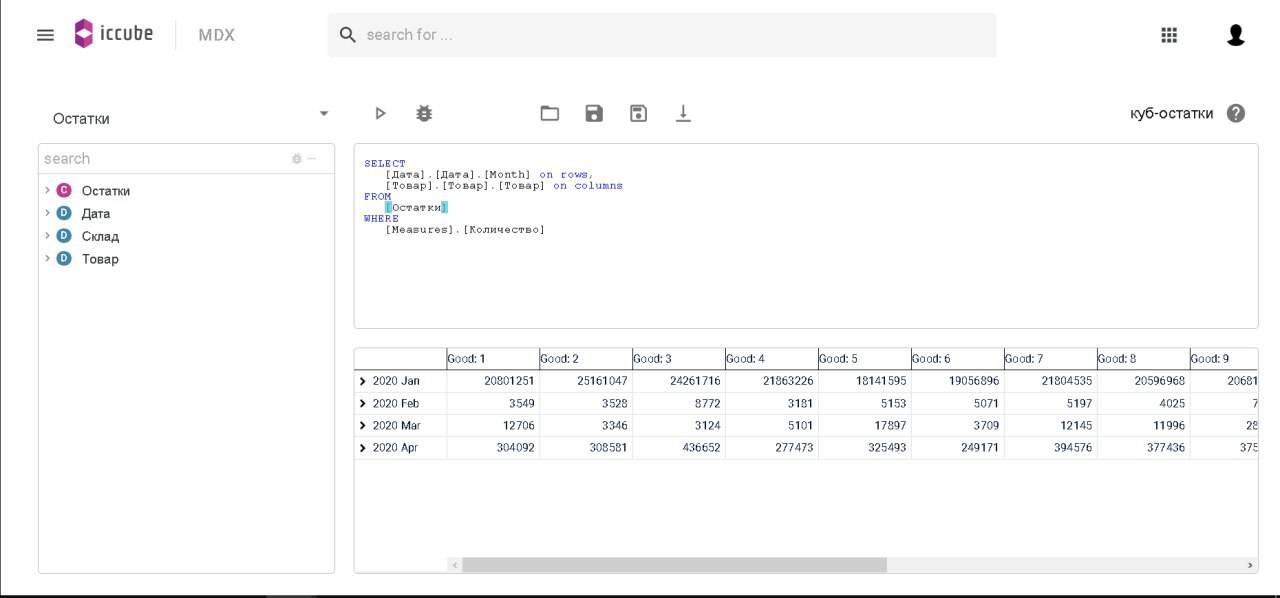 iccube
MDX
search for ...
Остатки
куб-остатки
search
Остатки
Дата
Склад
Товар
SELECT
[Дата].[Дата].[Month] on rows,
[Товар].[Товар].[Товар] on columns
FROM
[Остатки]
WHERE
[Measures].[Количество]
Good: 1 Good: 2 Good: 3 Good: 4 Good: 5 Good: 6 Good: 7 Good: 8 Good: 9
2020 Jan 20801251 25161047 24261716 21863226 18141595 19056896 21804535 20596968 20681
2020 Feb 3549 3528 8772 3181 5153 5071 5197 4025 7
2020 Mar 12706 3346 3124 5101 17897 3709 12145 11996 28
2020 Apr 304092 308581 436652 277473 325493 249171 394576 377436 375